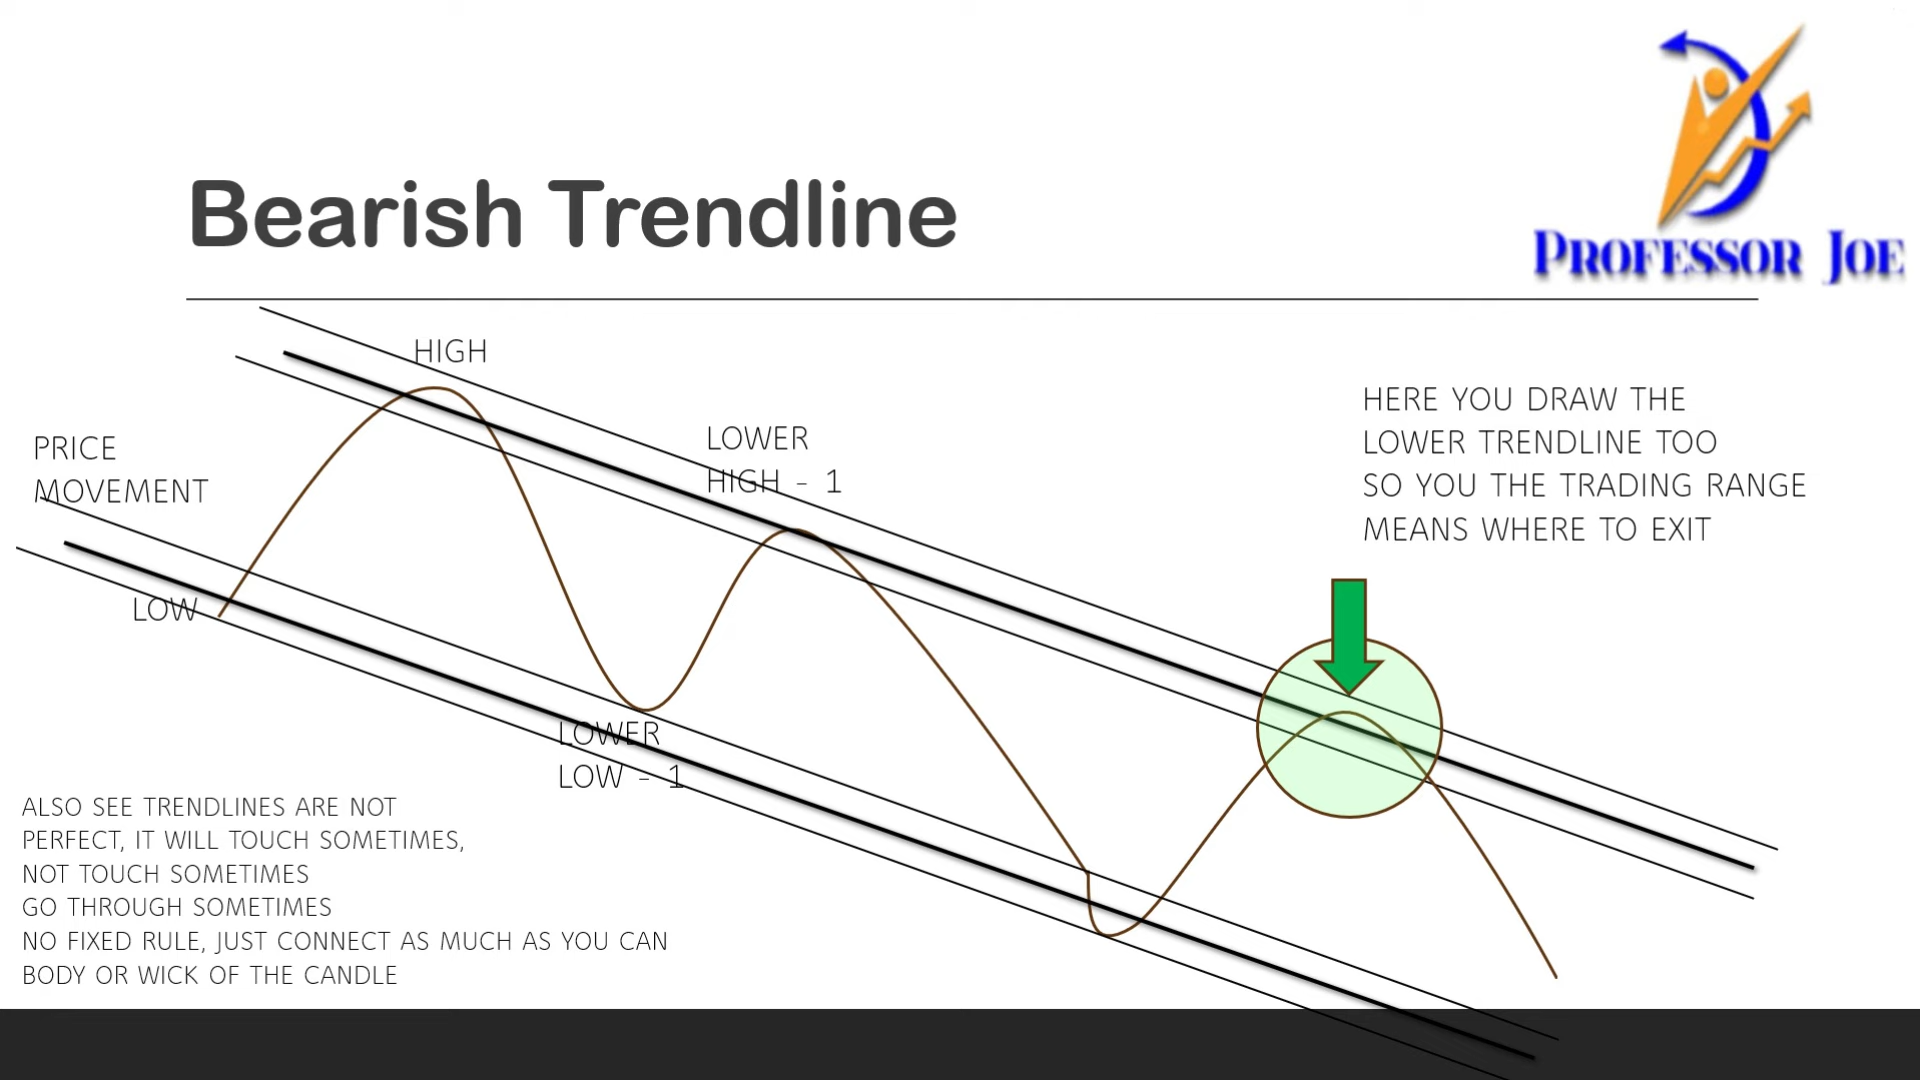 PROFESSOR JOE
Bearish Trendline
HIGH
PRICE
MOVEMENT
LOWER
HIGH - 1
HERE YOU DRAW THE
LOWER TRENDLINE TOO
SO YOU THE TRADING RANGE
MEANS WHERE TO EXIT
LOW
LOWER
LOW - 1
ALSO SEE TRENDLINES ARE NOT
PERFECT, IT WILL TOUCH SOMETIMES,
NOT TOUCH SOMETIMES
GO THROUGH SOMETIMES
NO FIXED RULE, JUST CONNECT AS MUCH AS YOU CAN
BODY OR WICK OF THE CANDLE